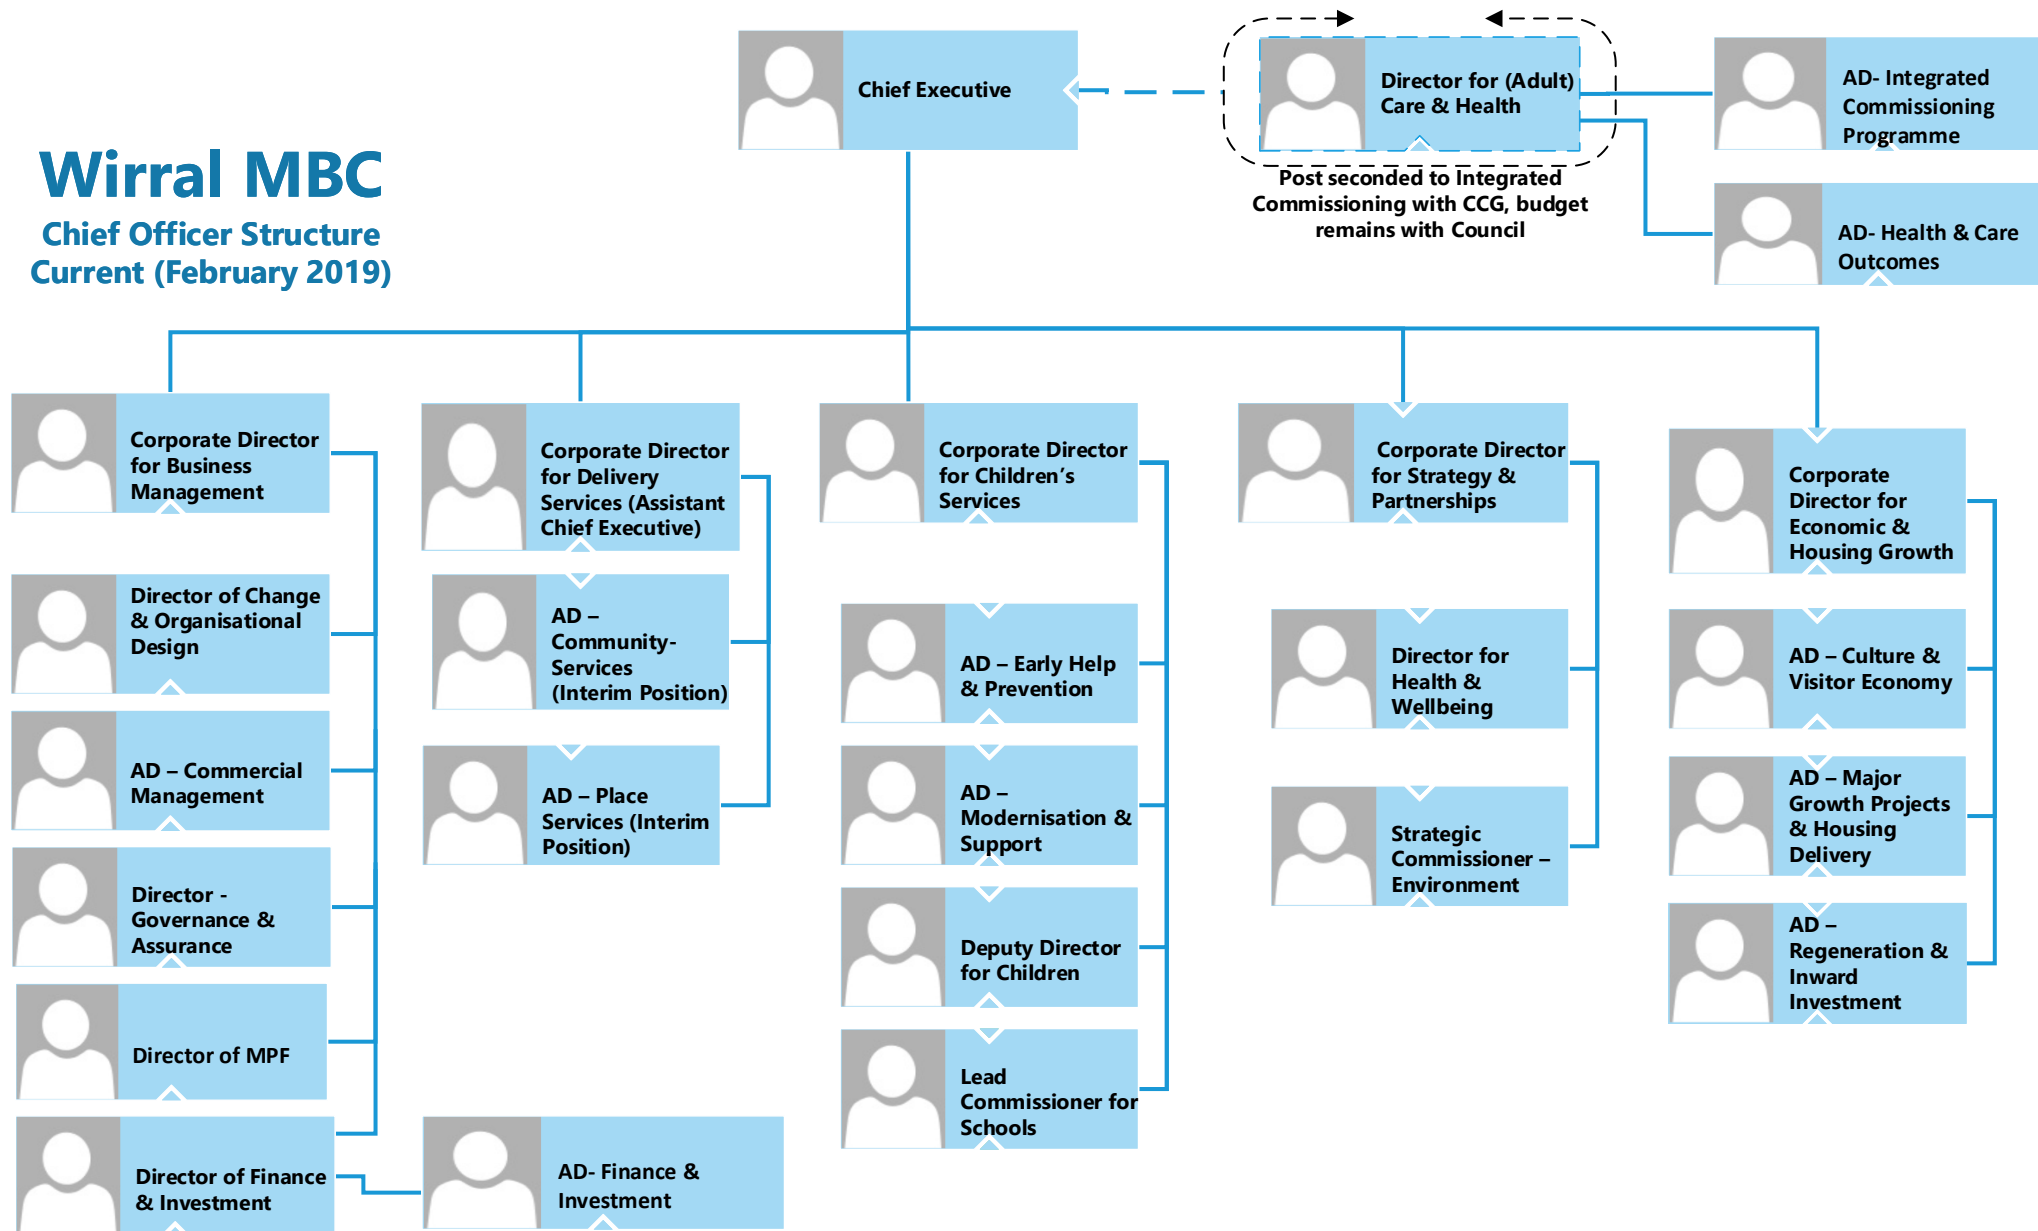 Wirral MBC
Chief Officer Structure
Current (February 2019)
Chief Executive
Director for (Adult)
Care & Health
Post seconded to Integrated
Commissioning with CCG, budget
remains with Council
AD- Integrated
Commissioning
Programme
AD- Health & Care
Outcomes
Corporate Director
for Business
Management
Director of Change
& Organisational
Design
AD – Commercial
Management
Director -
Governance &
Assurance
Director of MPF
Director of Finance
& Investment
AD- Finance &
Investment
Corporate Director
for Delivery
Services (Assistant
Chief Executive)
AD –
Community-
Services
(Interim Position)
AD – Place
Services (Interim
Position)
Corporate Director
for Children’s
Services
AD – Early Help
& Prevention
AD –
Modernisation &
Support
Deputy Director
for Children
Lead
Commissioner for
Schools
Corporate Director
for Strategy &
Partnerships
Director for
Health &
Wellbeing
Strategic
Commissioner –
Environment
Corporate
Director for
Economic &
Housing Growth
AD – Culture &
Visitor Economy
AD – Major
Growth Projects
& Housing
Delivery
AD –
Regeneration &
Inward
Investment